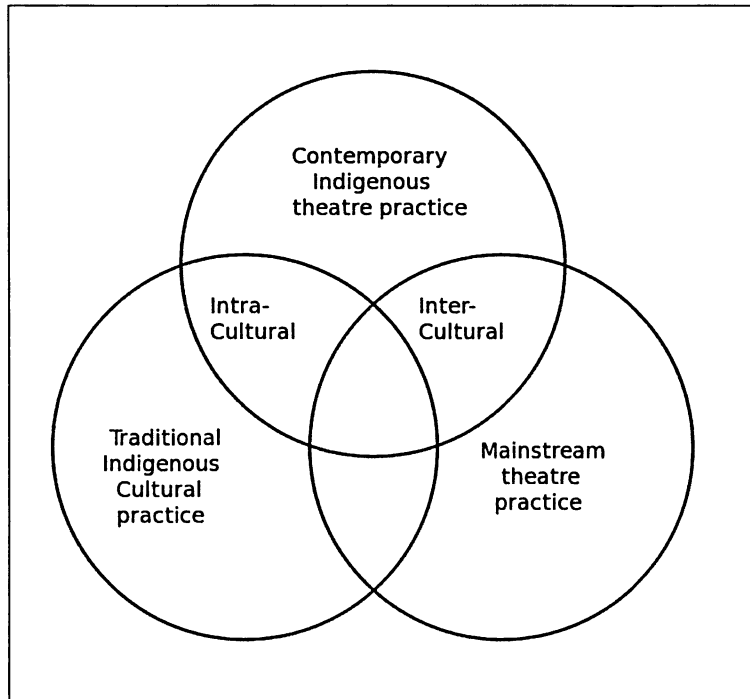 Contemporary
Indigenous
theatre practice
Intra-
Cultural
Inter-
Cultural
Traditional
Indigenous
Cultural
practice
Mainstream
theatre
practice